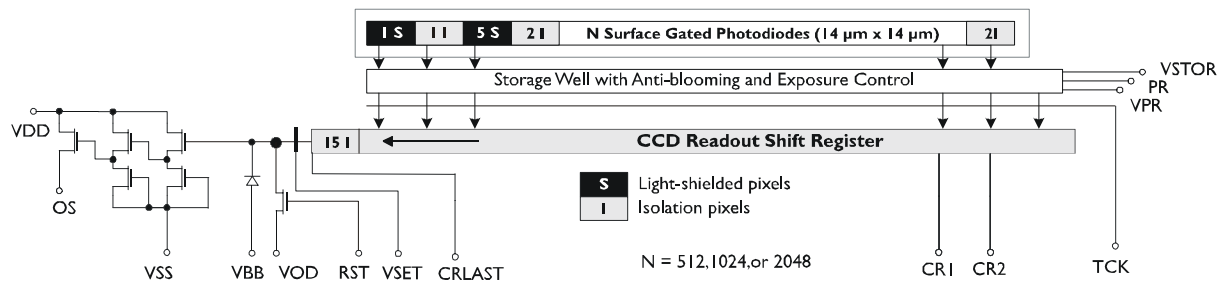 1 S 1 I 5 S 2 I N Surface Gated Photodiodes (14 µm x 14 µm) 2I
Storage Well with Anti-blooming and Exposure Control
VSTOR
PR
VPR
VDD
15 I
CCD Readout Shift Register
S Light-shielded pixels
I Isolation pixels
OS
VSS VBB VOD RST VSET CRLAST
N = 512,1024,or 2048
CR1 CR2 TCK